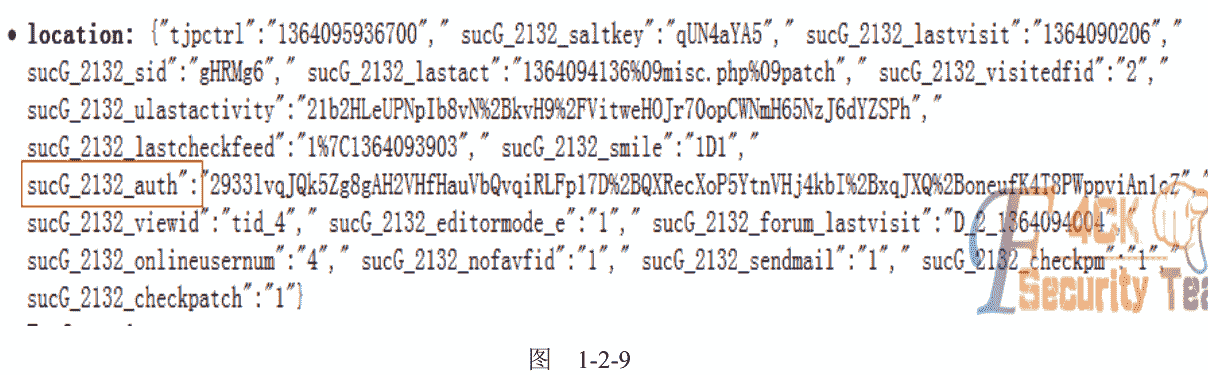 • location: {"tjpctrl":"1364095936700"," sucG_2132_saltkey":"qUN4aYA5"," sucG_2132_lastvisit":"1364090206","
sucG_2132_sid":"gHRMg6"," sucG_2132_lastact":"1364094136%09misc.php%09patch"," sucG_2132_visitedfid":"2","
sucG_2132_ulastactivity":"21b2HLeUPNpIb8vN%2BkvH9%2FVitweHOJr7OopCWNmH65NzJ6dYZSPh","
sucG_2132_lastcheckfeed":"1%7C1364093903"," sucG_2132_smile":"1D1","
sucG_2132_auth":"2933lvqJQk5Zg8gAH2VHfHauVbQvqiRLFp17D%2BQXRecXoP5YtnVHj4kbI%2BxqJXQ%2BoneufK4T8PWppviAn1cZ","
sucG_2132_viewid":"tid_4"," sucG_2132_editormode_e":"1"," sucG_2132_forum_lastvisit":"D_2_1364094004","
sucG_2132_onlineusernum":"4"," sucG_2132_nofavfid":"1"," sucG_2132_sendmail":"1"," sucG_2132_checkpm":"1","
sucG_2132_checkpatch":"1"}
F4CK
Security Tea
图 1-2-9